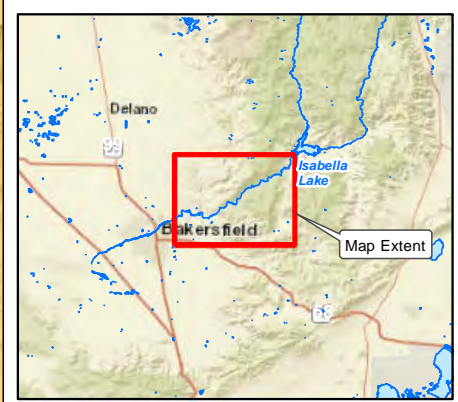 Delano
99
Isabella
Lake
Bakersfield
Map Extent
58